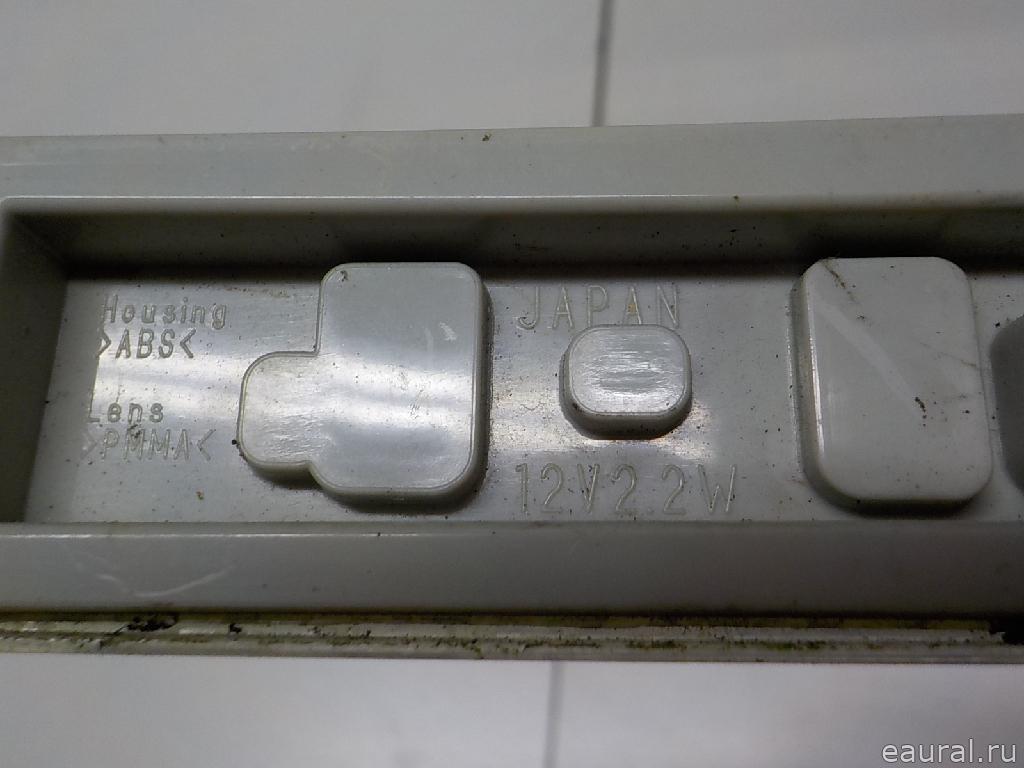 Housing
>ABS<
Lens
>PMMA<
JAPAN
12V2.2W
eaural.ru